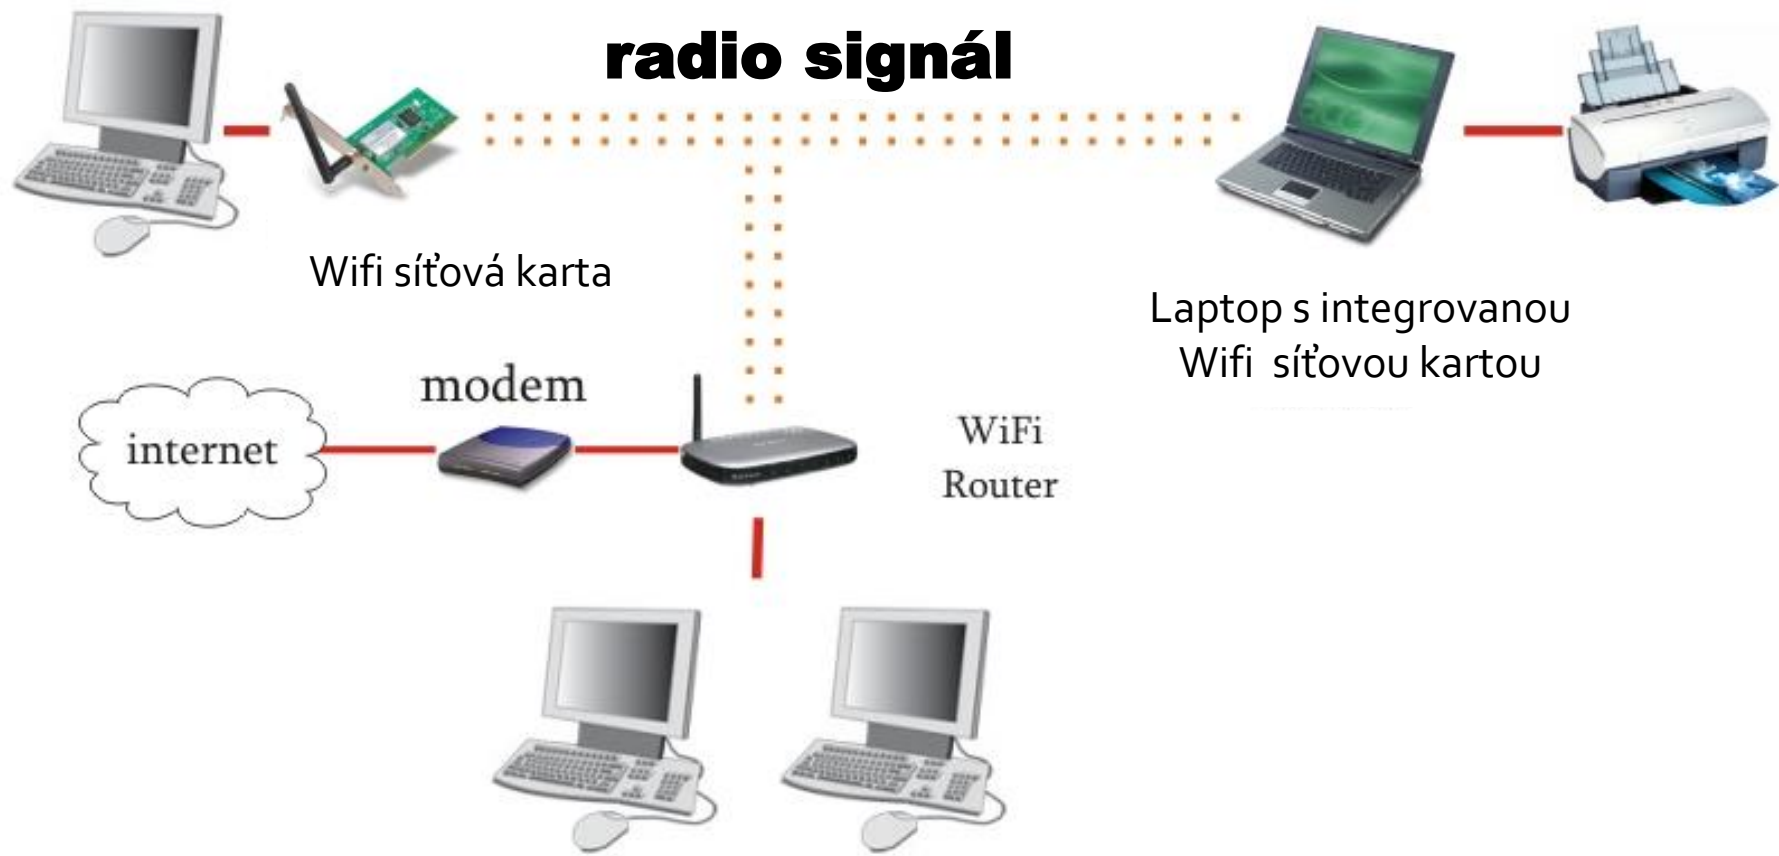 radio signál
Wifi síťová karta
Laptop s integrovanou
Wifi síťovou kartou
modem
internet
WiFi
Router